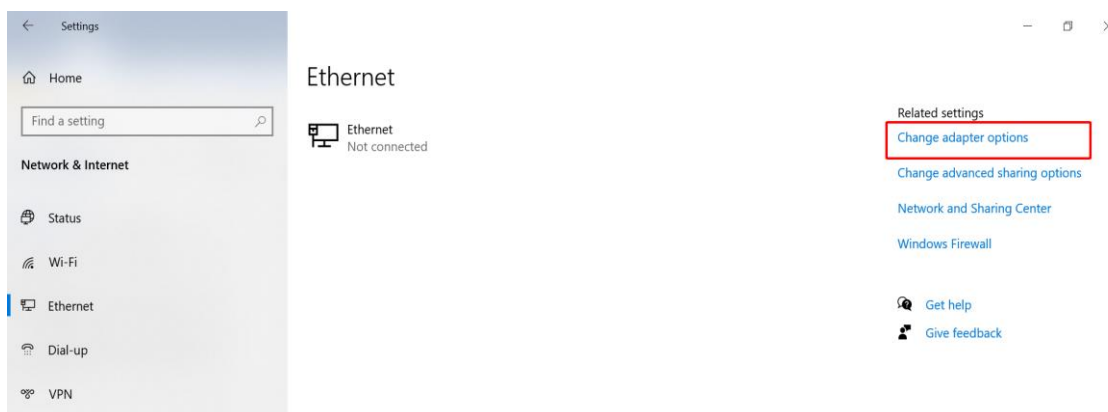 Settings
Home
Find a setting
Network & Internet
Status
Wi-Fi
Ethernet
Dial-up
VPN
Ethernet
Ethernet
Not connected
Related settings
Change adapter options
Change advanced sharing options
Network and Sharing Center
Windows Firewall
Get help
Give feedback